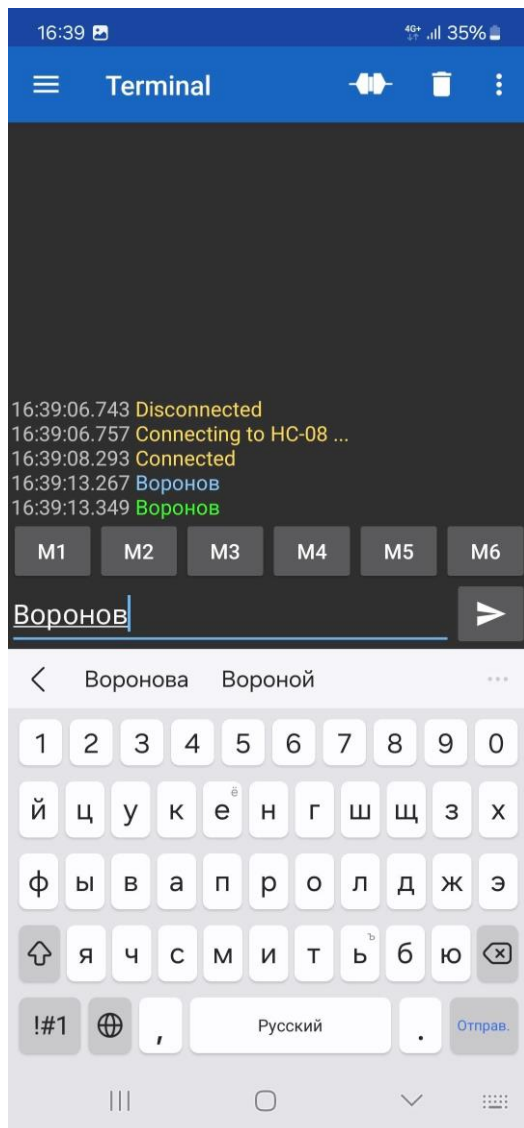 16:39 4G+ 35%
Terminal
16:39:06.743 Disconnected
16:39:06.757 Connecting to HC-08 ...
16:39:08.293 Connected
16:39:13.267 Воронов
16:39:13.349 Воронов
M1 M2 M3 M4 M5 M6
Воронов
Воронова Вороной ...
1 2 3 4 5 6 7 8 9 0
й ц у к е ё н г ш щ з х
ф ы в а п р о л д ж э
я ч с м и т ь ъ б ю
!#1 , Русский . Отправ.